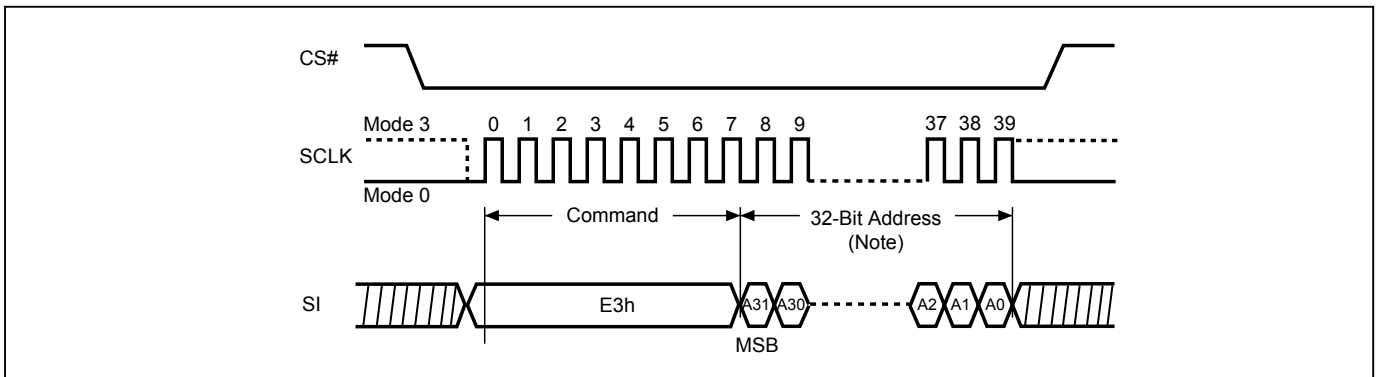 CS#
Mode 3
0 1 2 3 4 5 6 7 8 9 37 38 39
SCLK
Mode 0
Command
32-Bit Address
(Note)
SI
E3h
A31 A30 A2 A1 A0
MSB